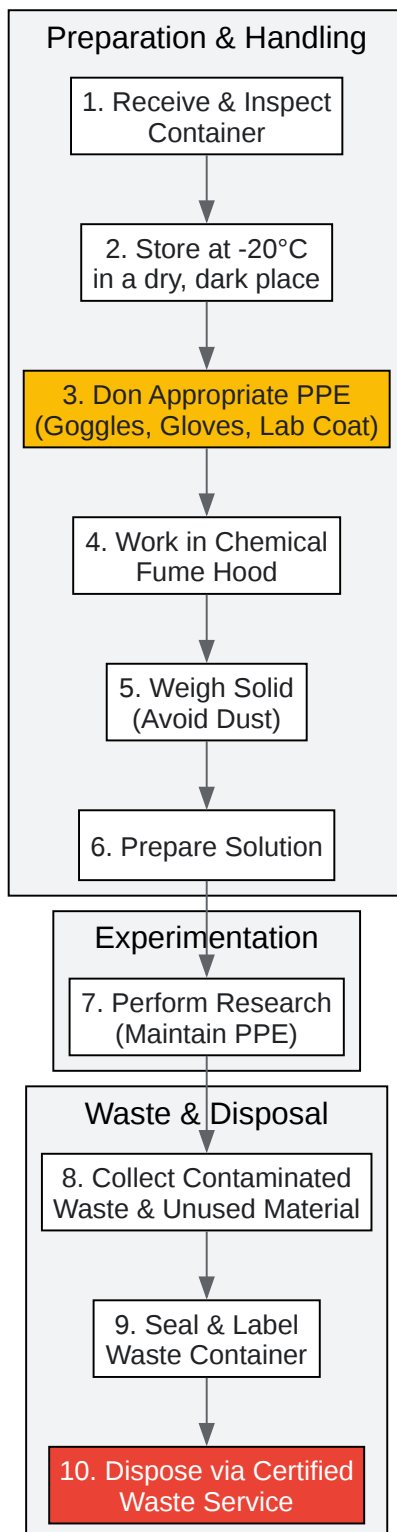 Preparation & Handling
1. Receive & Inspect
Container
2. Store at -20°C
in a dry, dark place
3. Don Appropriate PPE
(Goggles, Gloves, Lab Coat)
4. Work in Chemical
Fume Hood
5. Weigh Solid
(Avoid Dust)
6. Prepare Solution
Experimentation
7. Perform Research
(Maintain PPE)
Waste & Disposal
8. Collect Contaminated
Waste & Unused Material
9. Seal & Label
Waste Container
10. Dispose via Certified
Waste Service